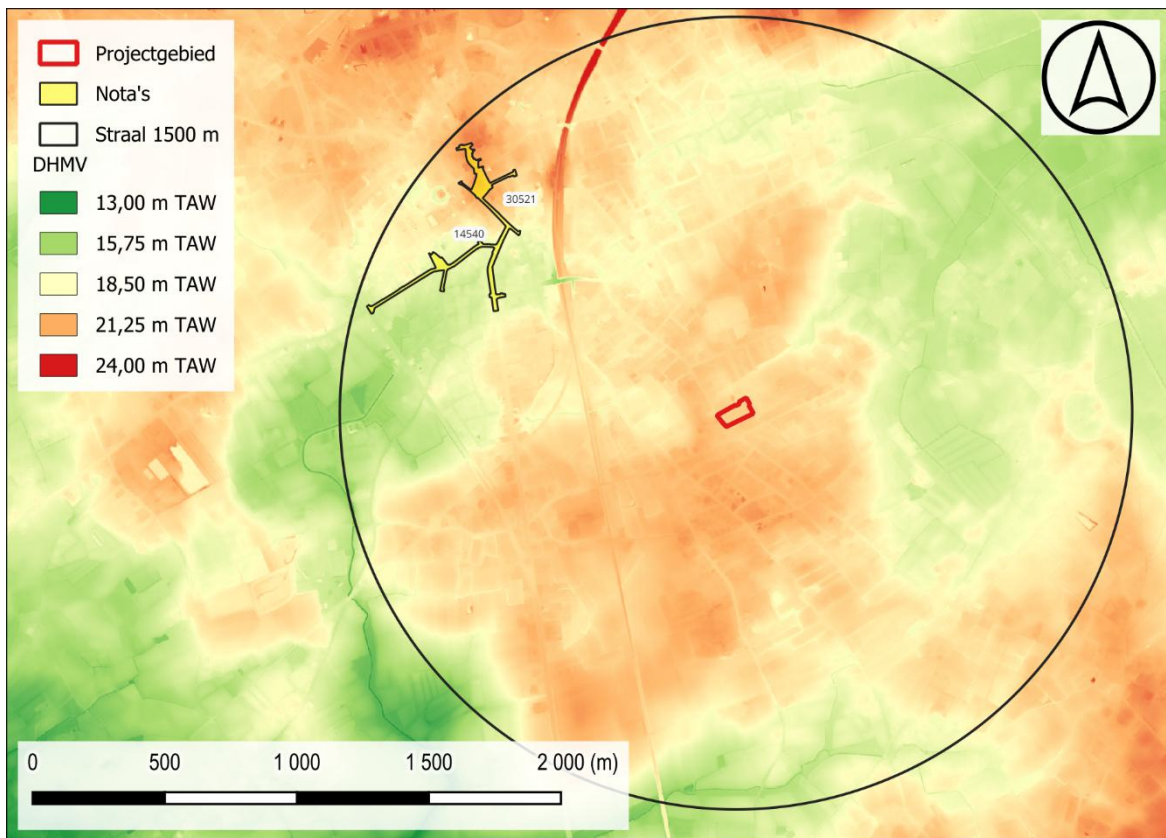 Projectgebied
Nota's
Straal 1500 m
DHMV
13,00 m TAW
15,75 m TAW
18,50 m TAW
21,25 m TAW
24,00 m TAW
30521
14540
0 500 1 000 1 500 2 000 (m)